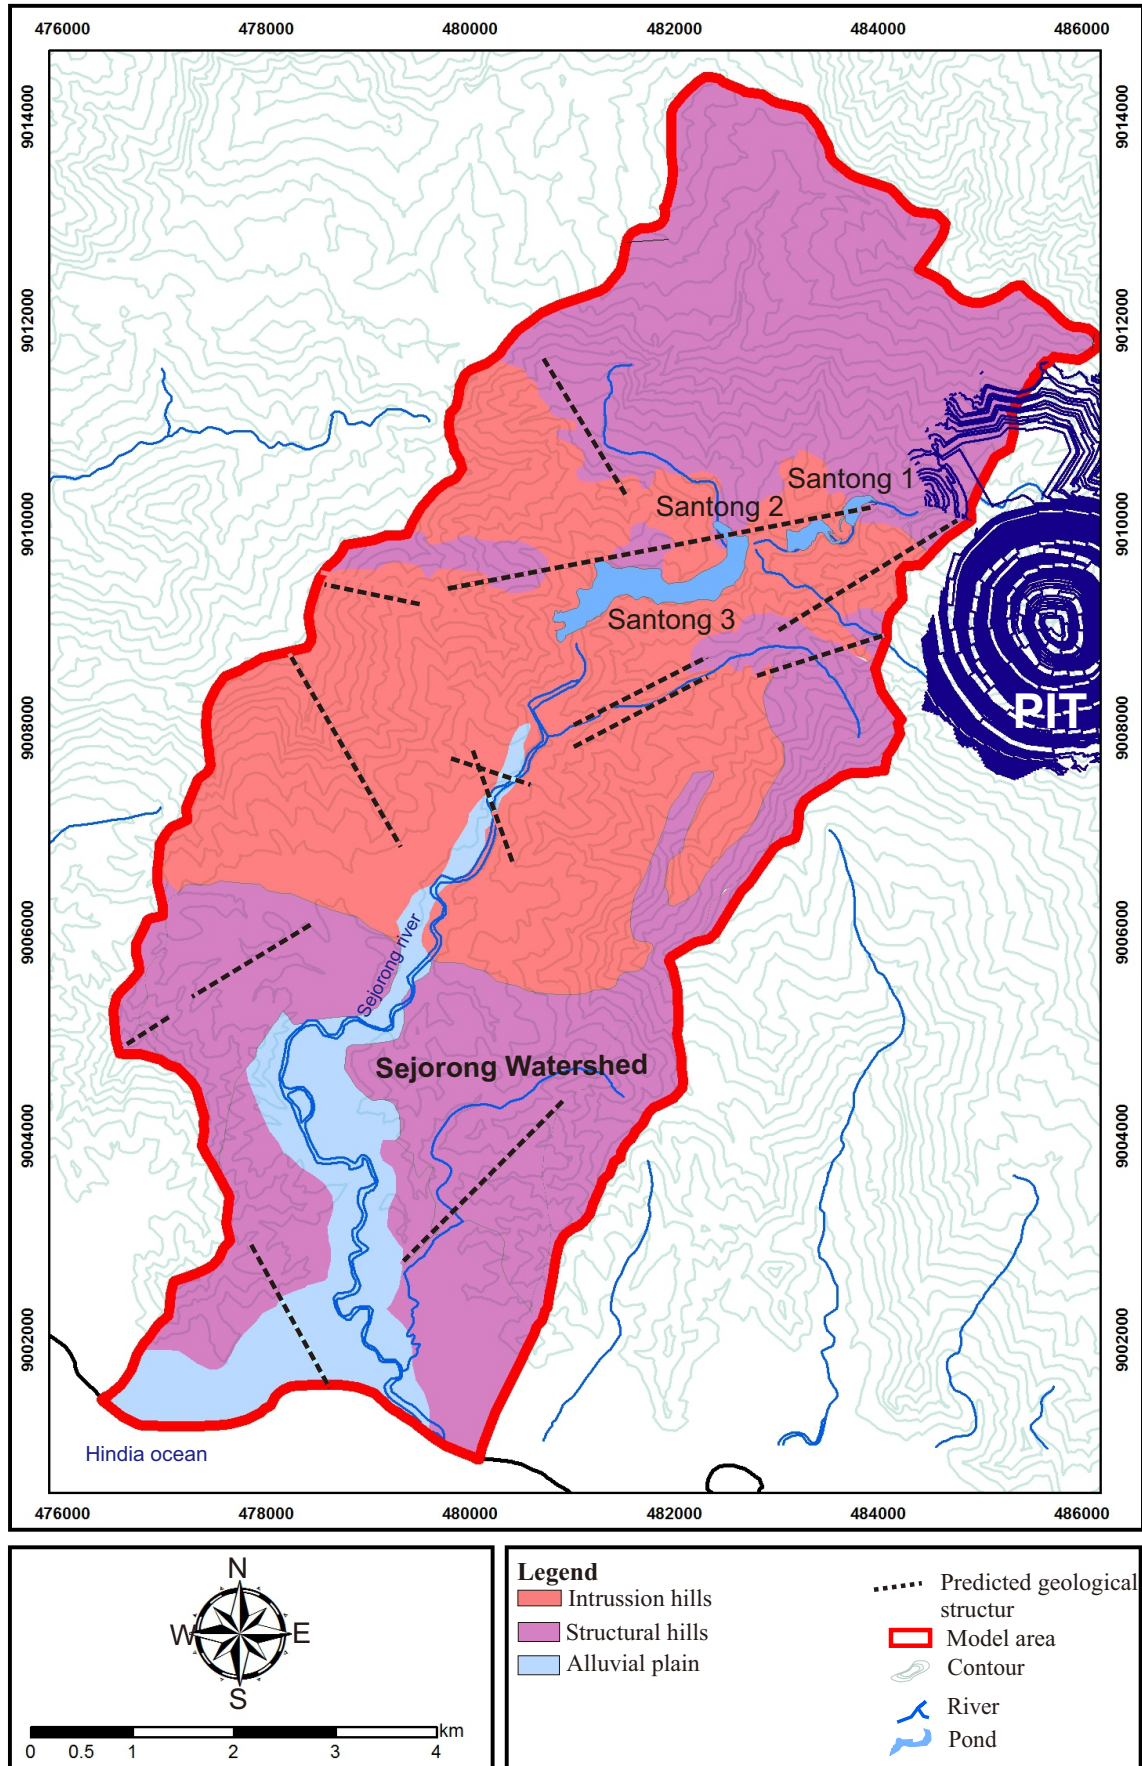 476000 478000 480000 482000 484000 486000
9014000 9014000
9012000 9012000
Santong 1
Santong 2
9010000 9010000
Santong 3
PIT
9008000 9008000
9006000 9006000
Sejorong river
Sejorong Watershed
9004000 9004000
9002000 9002000
Hindia ocean
476000 478000 480000 482000 484000 486000
N
W E
S
km
0 0.5 1 2 3 4
Legend
Intrussion hills
Structural hills
Alluvial plain
Predicted geological
structur
Model area
Contour
River
Pond